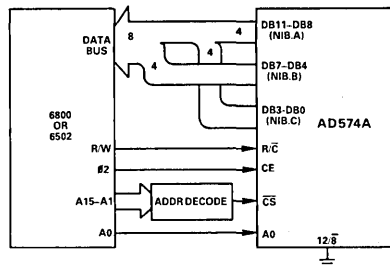 DATA
BUS
8
4
4
4
DB11–DB8
(NIB.A)
DB7–DB4
(NIB.B)
DB3–DB0
(NIB.C)
6800
OR
6502
AD574A
R/W
R/C̅
Φ2
CE
A15–A1
ADDR DECODE
C̅S̅
A0
A0
12/8̅